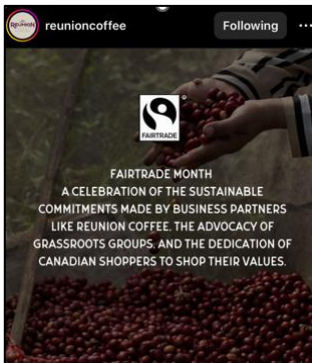 REUNION
reunioncoffee
Following
FAIRTRADE
FAIRTRADE MONTH
A CELEBRATION OF THE SUSTAINABLE
COMMITMENTS MADE BY BUSINESS PARTNERS
LIKE REUNION COFFEE. THE ADVOCACY OF
GRASSROOTS GROUPS. AND THE DEDICATION OF
CANADIAN SHOPPERS TO SHOP THEIR VALUES.